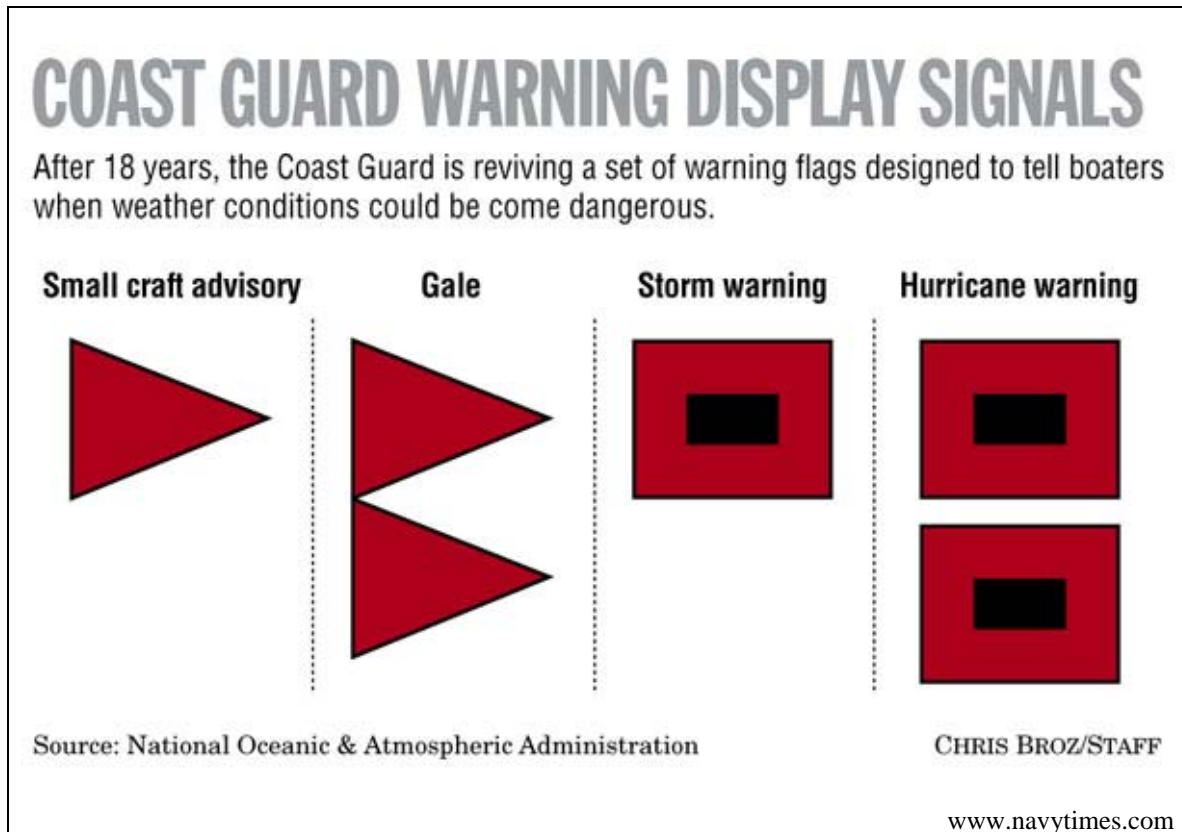 COAST GUARD WARNING DISPLAY SIGNALS
After 18 years, the Coast Guard is reviving a set of warning flags designed to tell boaters
when weather conditions could be come dangerous.
Small craft advisory
Gale
Storm warning
Hurricane warning
Source: National Oceanic & Atmospheric Administration
CHRIS BROZ/STAFF
www.navytimes.com